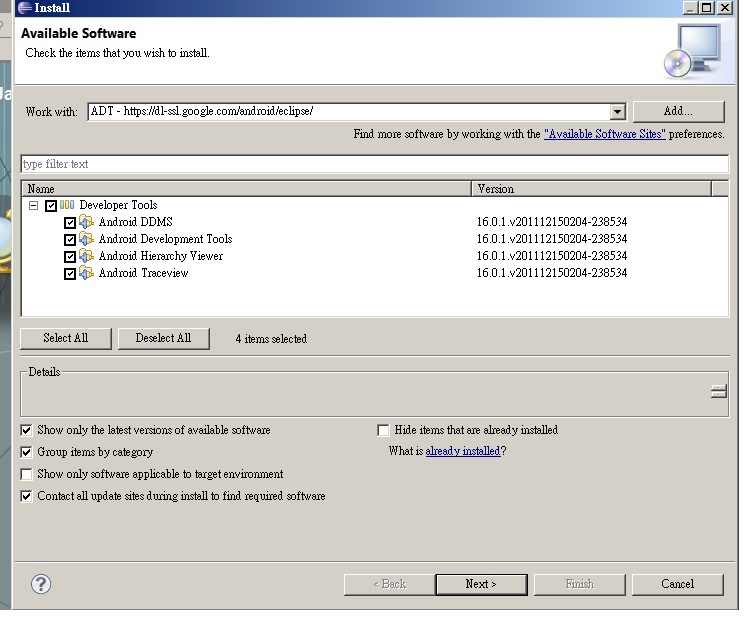 Install
Available Software
Check the items that you wish to install.
Work with: ADT - https://dl-ssl.google.com/android/eclipse/ Add...
Find more software by working with the "Available Software Sites" preferences.
type filter text
Name Version
Developer Tools
Android DDMS 16.0.1.v201112150204-238534
Android Development Tools 16.0.1.v201112150204-238534
Android Hierarchy Viewer 16.0.1.v201112150204-238534
Android Traceview 16.0.1.v201112150204-238534
Select All Deselect All 4 items selected
Details
Show only the latest versions of available software Hide items that are already installed
Group items by category What is already installed?
Show only software applicable to target environment
Contact all update sites during install to find required software
? < Back Next > Finish Cancel